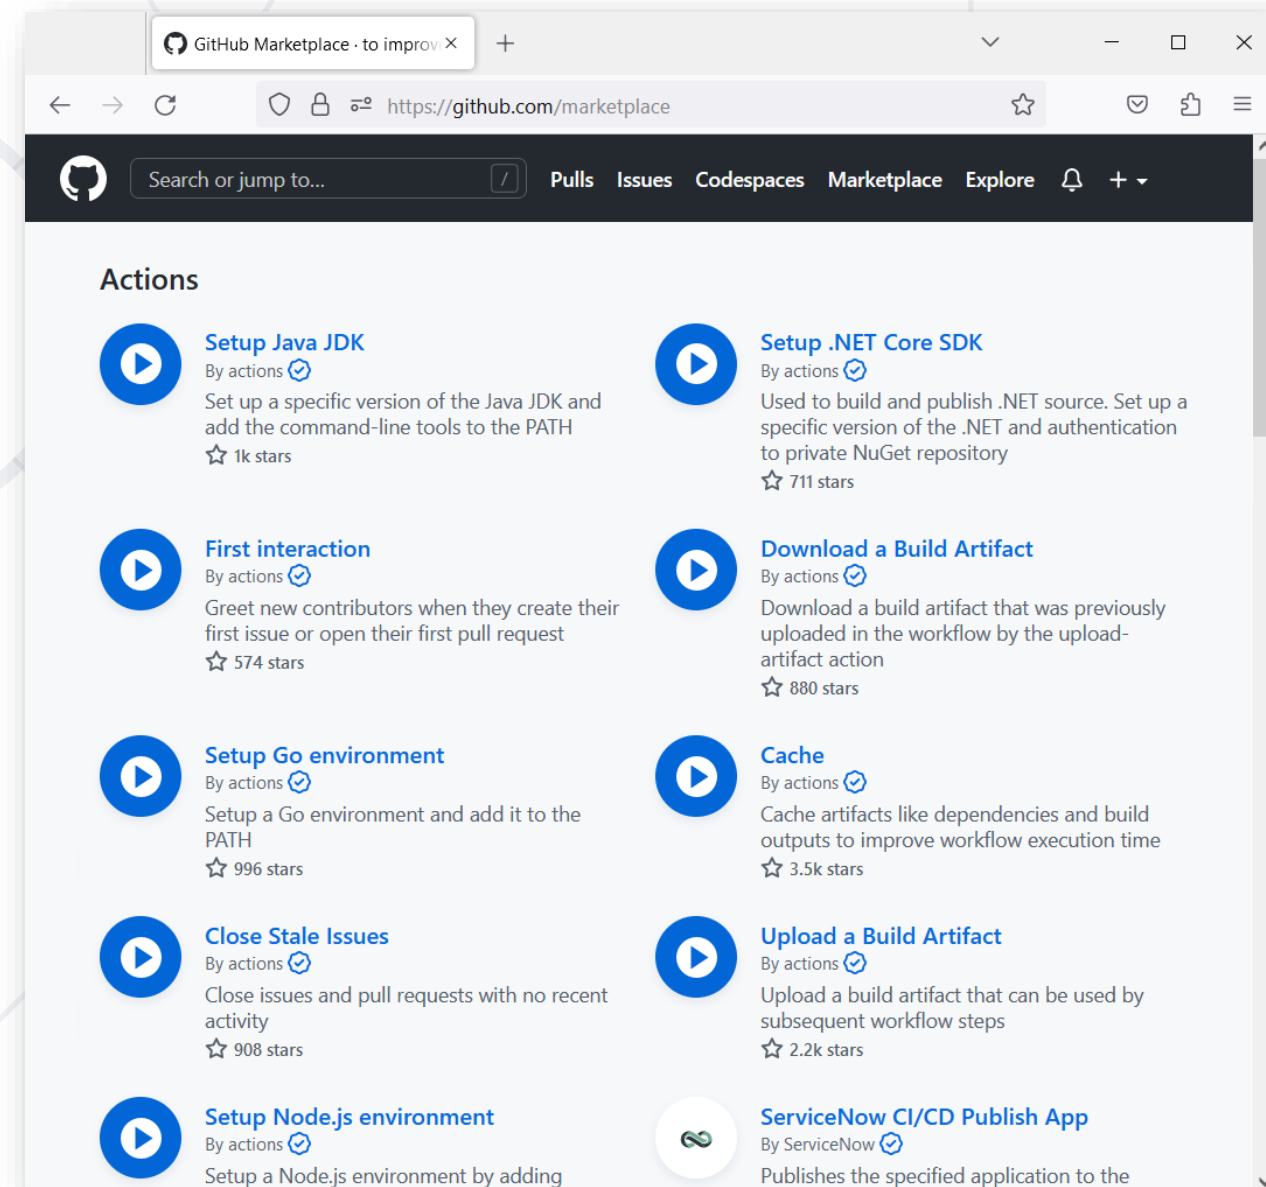 GitHub Marketplace · to improv
https://github.com/marketplace
Search or jump to... /
Pulls Issues Codespaces Marketplace Explore
Actions
Setup Java JDK
By actions
Set up a specific version of the Java JDK and
add the command-line tools to the PATH
1k stars
Setup .NET Core SDK
By actions
Used to build and publish .NET source. Set up a
specific version of the .NET and authentication
to private NuGet repository
711 stars
First interaction
By actions
Greet new contributors when they create their
first issue or open their first pull request
574 stars
Download a Build Artifact
By actions
Download a build artifact that was previously
uploaded in the workflow by the upload-
artifact action
880 stars
Setup Go environment
By actions
Setup a Go environment and add it to the
PATH
996 stars
Cache
By actions
Cache artifacts like dependencies and build
outputs to improve workflow execution time
3.5k stars
Close Stale Issues
By actions
Close issues and pull requests with no recent
activity
908 stars
Upload a Build Artifact
By actions
Upload a build artifact that can be used by
subsequent workflow steps
2.2k stars
Setup Node.js environment
By actions
Setup a Node.js environment by adding
ServiceNow CI/CD Publish App
By ServiceNow
Publishes the specified application to the